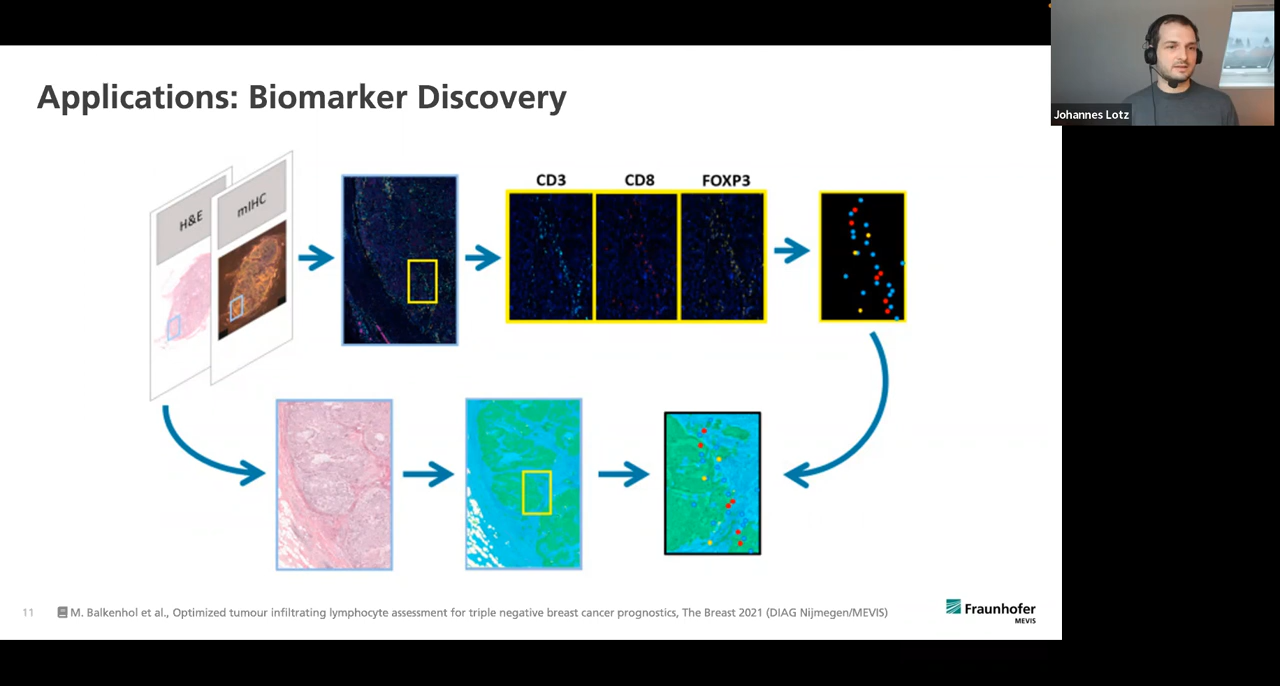 Applications: Biomarker Discovery
Johannes Lotz
H&E
mIHC
CD3
CD8
FOXP3
11
M. Balkenhol et al., Optimized tumour infiltrating lymphocyte assessment for triple negative breast cancer prognostics, The Breast 2021 (DIAG Nijmegen/MEVIS)
Fraunhofer
MEVIS